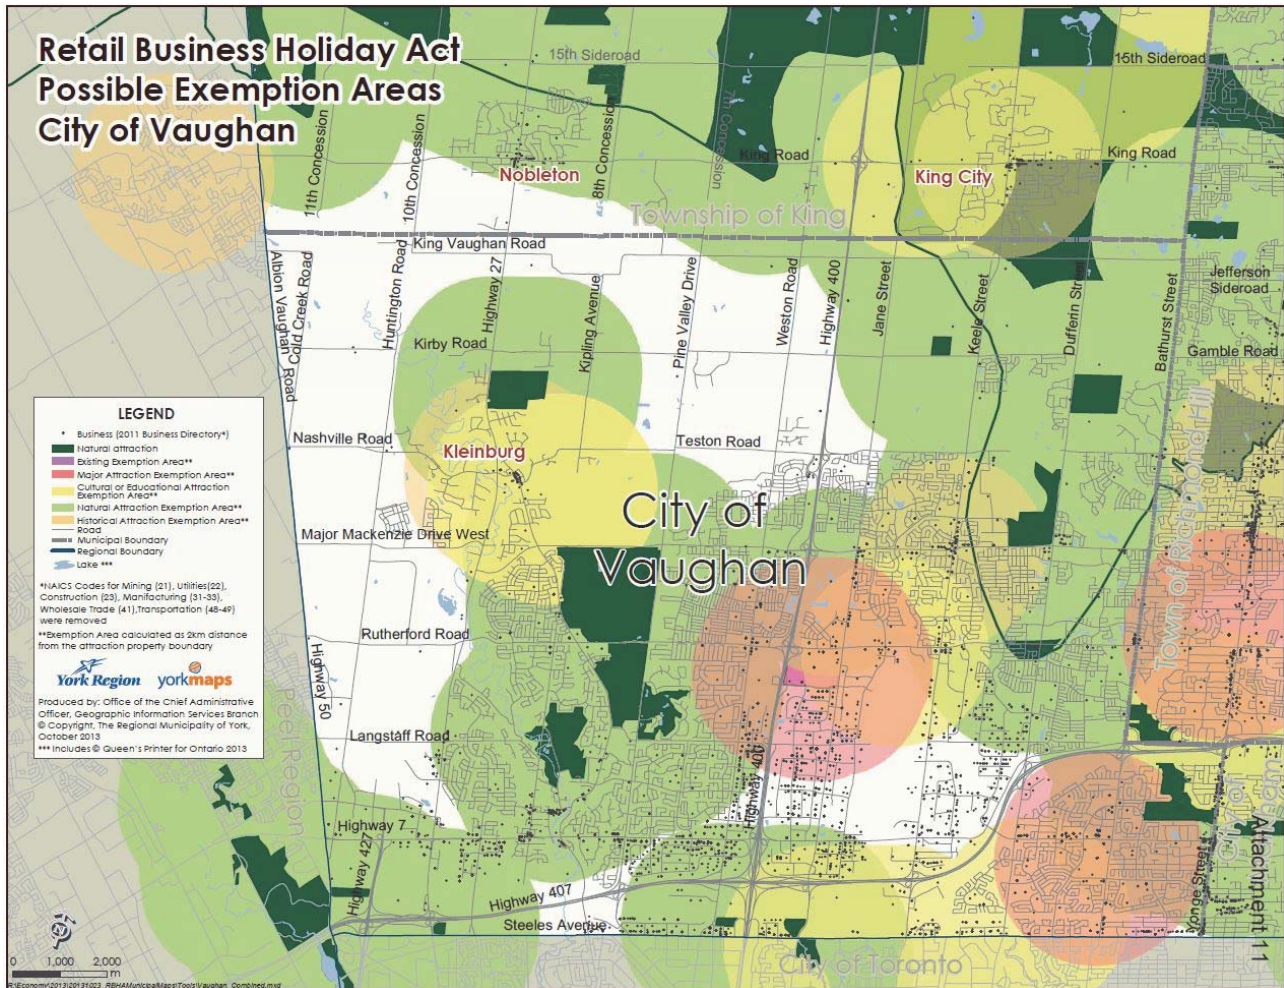 Retail Business Holiday Act
Possible Exemption Areas
City of Vaughan
15th Sideroad
15th Sideroad
11th Concession
10th Concession
8th Concession
7th Concession
King Road
King Road
Nobleton
King City
Township of King
King Vaughan Road
Albion Vaughan Road
Cold Creek Road
Huntington Road
Highway 27
Kipling Avenue
Pine Valley Drive
Weston Road
Highway 400
Jane Street
Keele Street
Dufferin Street
Bathurst Street
Jefferson
Sideroad
Kirby Road
Gamble Road
Nashville Road
Kleinburg
Teston Road
City of
Vaughan
Major Mackenzie Drive West
Town of Richmond Hill
Rutherford Road
Highway 50
Langstaff Road
Highway 400
Highway 7
Highway 427
Highway 407
Steeles Avenue
Yonge Street
City of Toronto
Attachment 11
LEGEND
Business (2011 Business Directory*)
Natural attraction
Existing Exemption Area**
Major Attraction Exemption Area**
Cultural or Educational Attraction
Exemption Area**
Natural Attraction Exemption Area**
Historical Attraction Exemption Area**
Road
Municipal Boundary
Regional Boundary
Lake ***
*NAICS Codes for Mining (21), Utilities(22),
Construction (23), Manifacturing (31-33),
Wholesale Trade (41),Transportation (48-49)
were removed
**Exemption Area calculated as 2km distance
from the attraction property boundary
York Region
yorkmaps
Produced by: Office of the Chief Administrative
Officer, Geographic Information Services Branch
© Copyright, The Regional Municipality of York,
October 2013
*** Includes © Queen's Printer for Ontario 2013
N
0 1,000 2,000
m